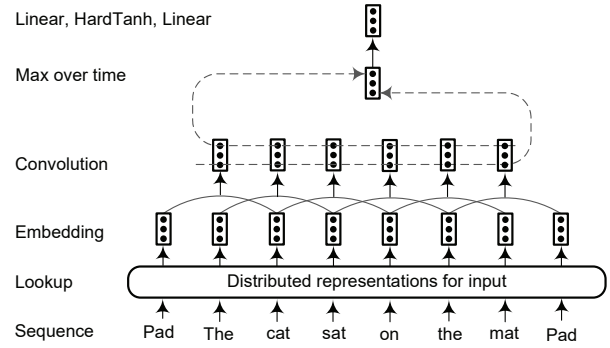 Linear, HardTanh, Linear
Max over time
Convolution
Embedding
Lookup Distributed representations for input
Sequence Pad The cat sat on the mat Pad